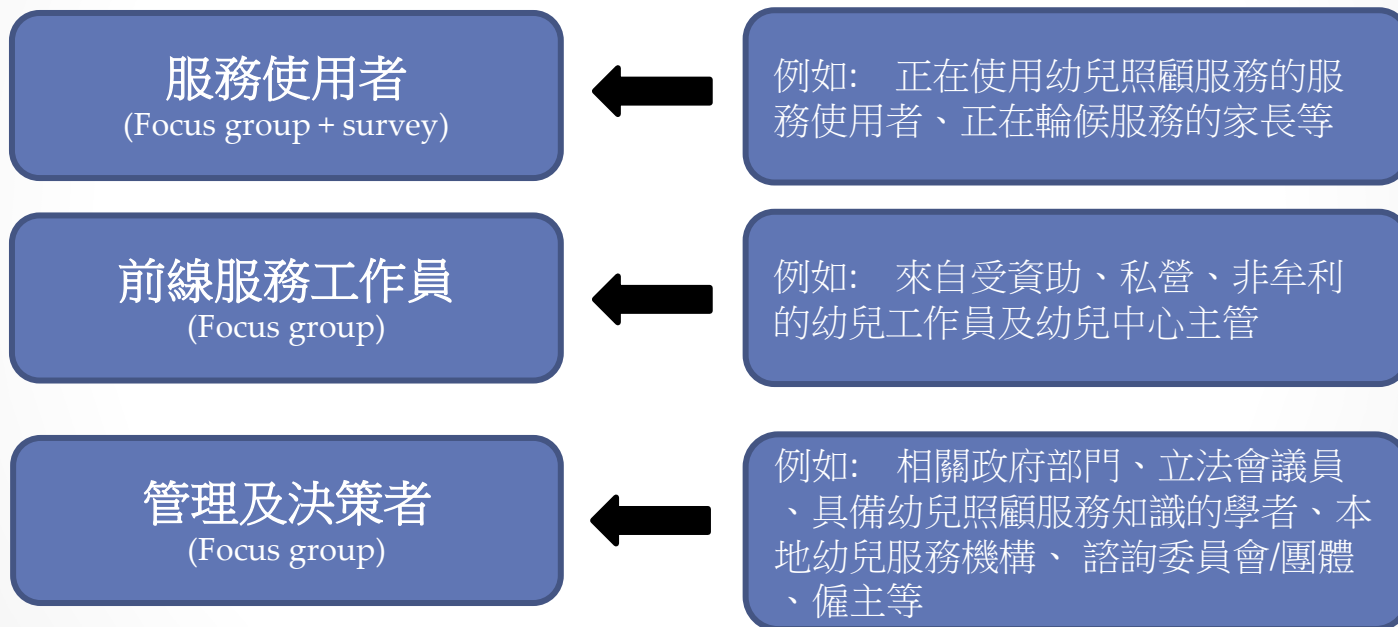 服務使用者
(Focus group + survey)
例如: 正在使用幼兒照顧服務的服
務使用者、正在輪候服務的家長等
前線服務工作員
(Focus group)
例如: 來自受資助、私營、非牟利
的幼兒工作員及幼兒中心主管
管理及決策者
(Focus group)
例如: 相關政府部門、立法會議員
、具備幼兒照顧服務知識的學者、本
地幼兒服務機構、 諮詢委員會/團體
、僱主等